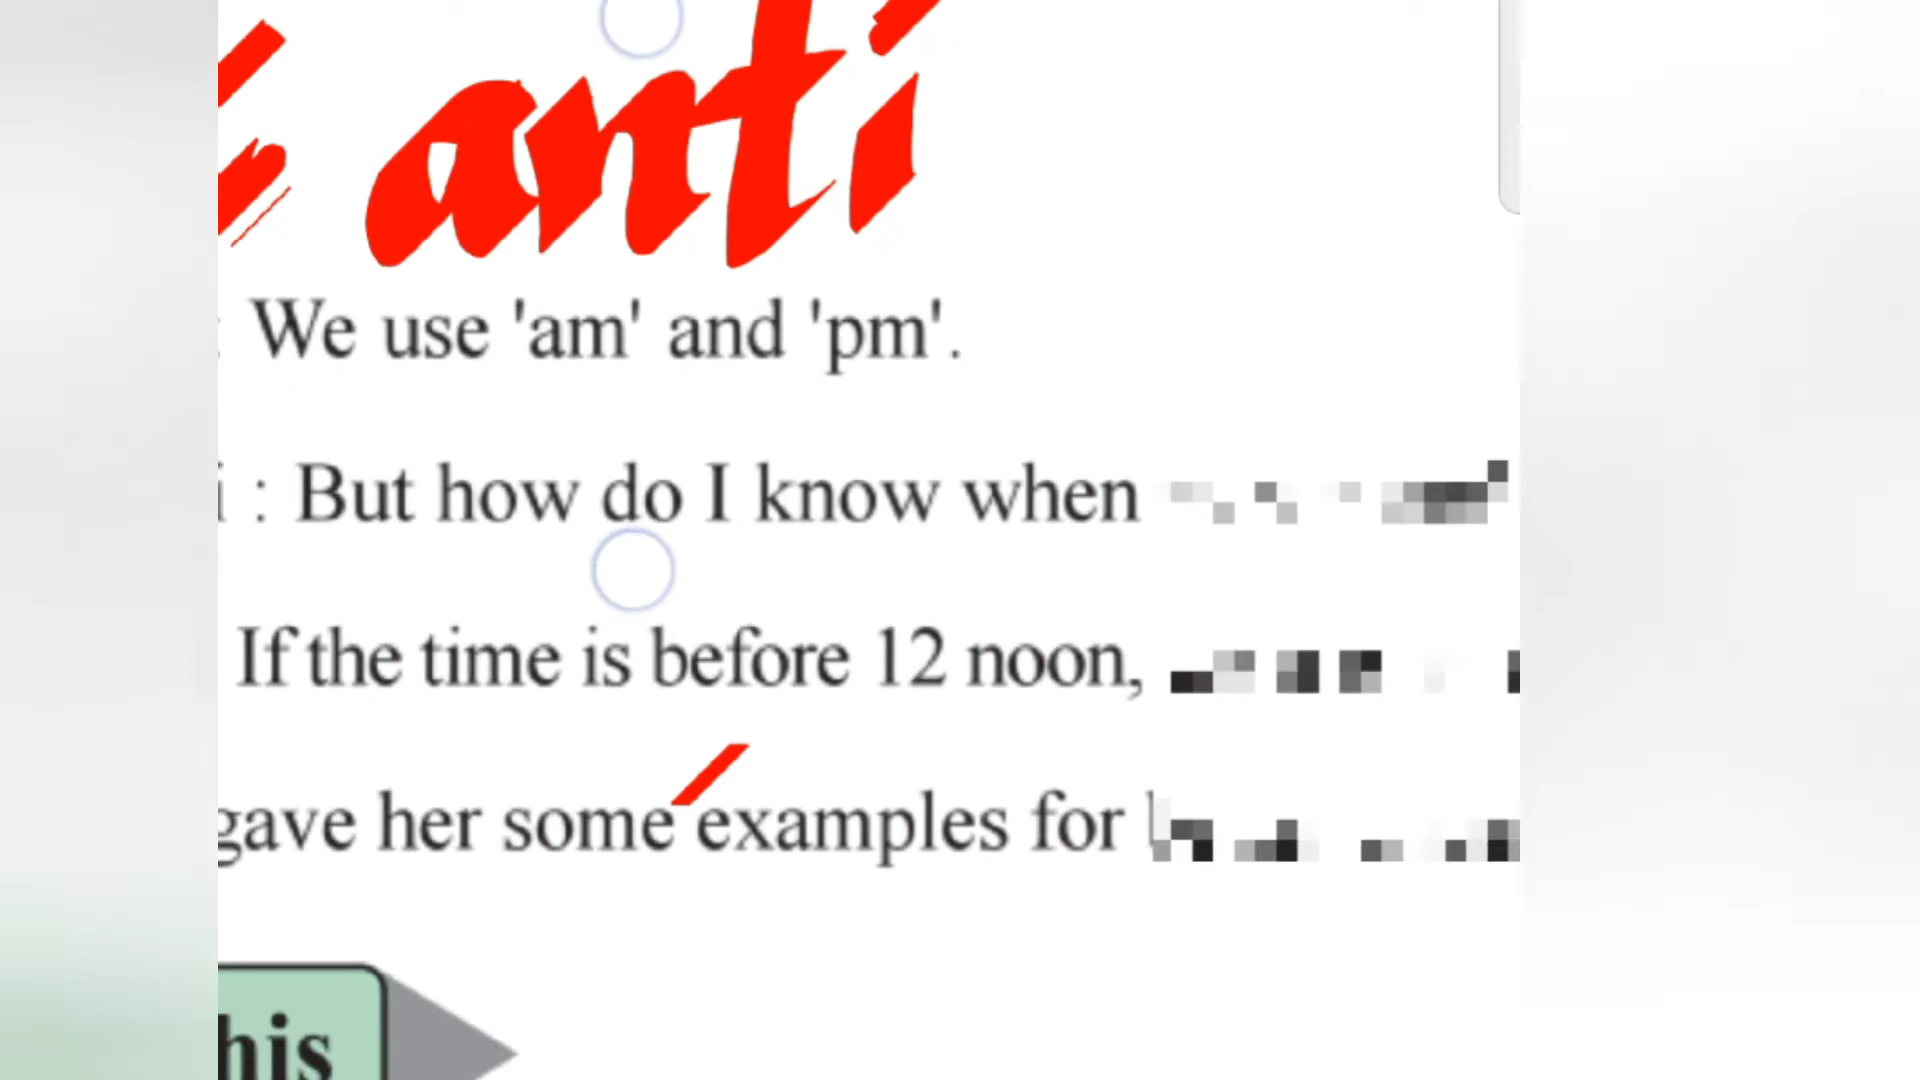 anti
: We use 'am' and 'pm'.
i : But how do I know when
If the time is before 12 noon,
gave her some examples for
his